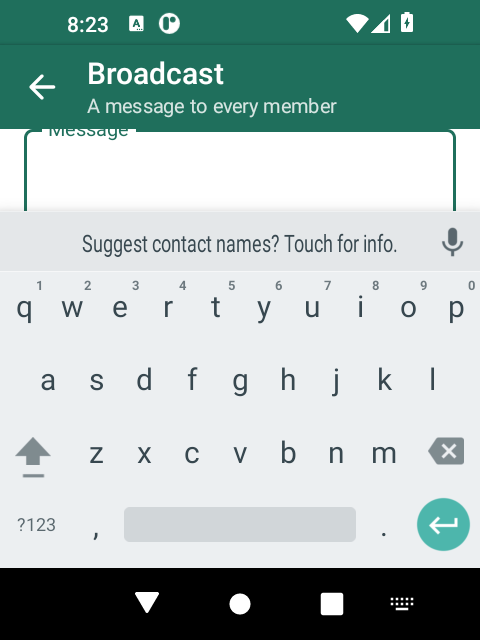 8:23
Broadcast
A message to every member
Message
Suggest contact names? Touch for info.
1 2 3 4 5 6 7 8 9 0
q w e r t y u i o p
a s d f g h j k l
z x c v b n m
?123 , .